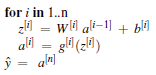 for i in 1..n
z[i] = W[i] a[i−1] + b[i]
a[i] = g[i](z[i])
ŷ = a[n]